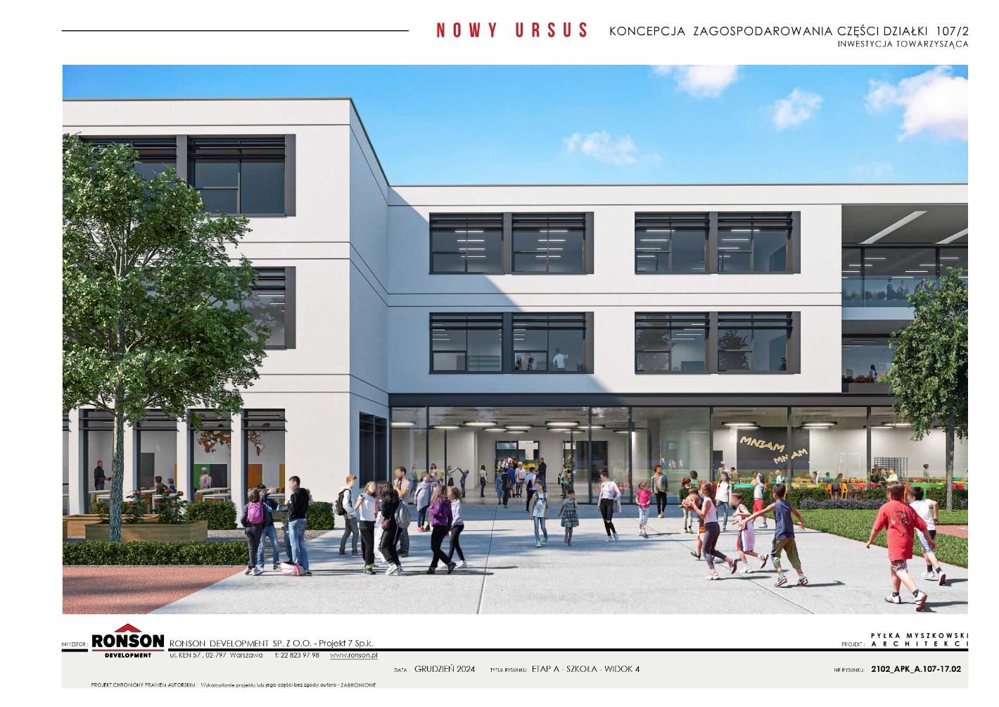 NOWY URSUS KONCEPCJA ZAGOSPODAROWANIA CZĘŚCI DZIAŁKI 107/2
INWESTYCJA TOWARZYSZĄCA
MNIAM
MNIAM
INWESTOR : RONSON DEVELOPMENT RONSON DEVELOPMENT SP. Z O.O. - Projekt 7 Sp.k.
ul. KEN 57 , 02-797 Warszawa t: 22 823 97 98 www.ronson.pl
PROJEKT : PYŁKA MYSZKOWSKI
ARCHITEKCI
DATA : GRUDZIEŃ 2024 TYTUŁ RYSUNKU: ETAP A - SZKOŁA - WIDOK 4 NR RYSUNKU: 2102_APK_A.107-17.02
PROJEKT CHRONIONY PRAWEM AUTORSKIM Wykorzystanie projektu lub jego części bez zgody autora - ZABRONIONE